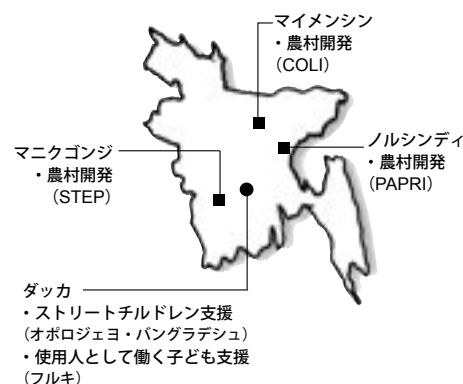 マイメンシン
・農村開発
（COLI）
ノルシンディ
・農村開発
（PAPRI）
マニクゴンジ
・農村開発
（STEP）
ダッカ
・ストリートチルドレン支援
（オポロジェヨ・バングラデシュ）
・使用人として働く子ども支援
（フルキ）